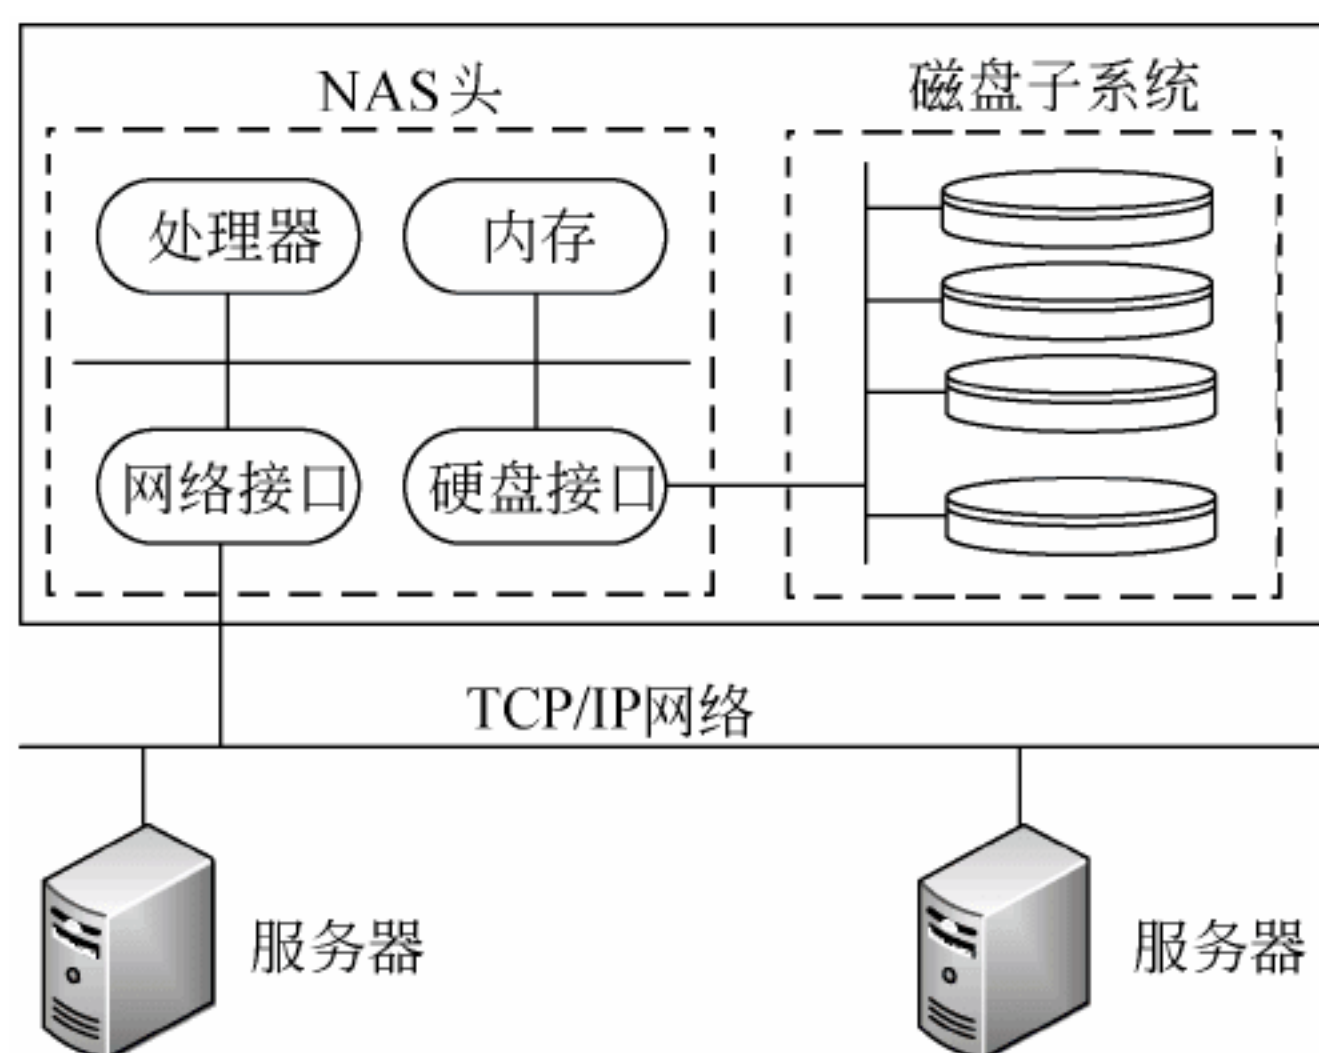 NAS头
磁盘子系统
处理器
内存
网络接口
硬盘接口
TCP/IP网络
服务器
服务器